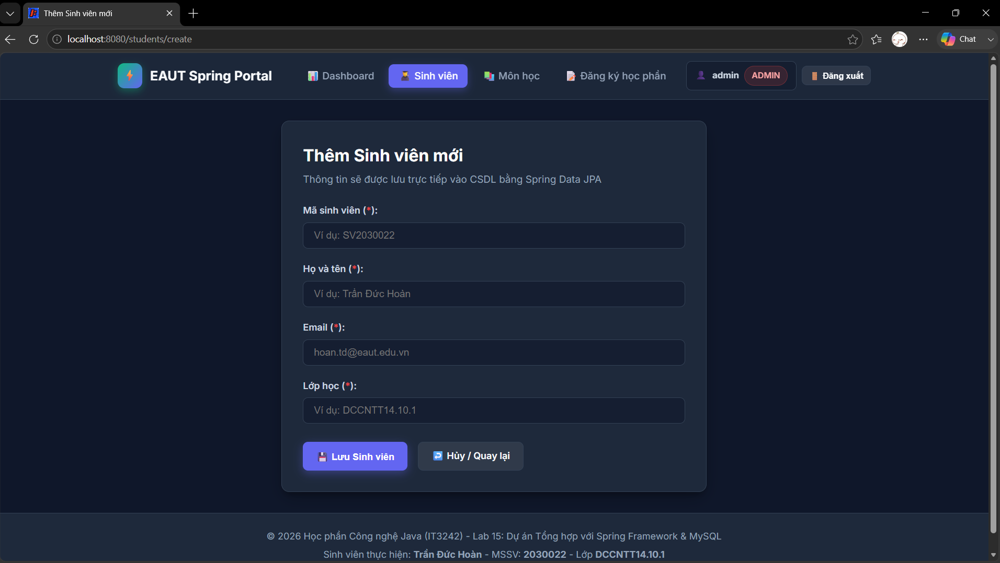 Thêm Sinh viên mới
localhost:8080/students/create
Chat
EAUT Spring Portal
Dashboard
Sinh viên
Môn học
Đăng ký học phần
admin
ADMIN
Đăng xuất
Thêm Sinh viên mới
Thông tin sẽ được lưu trực tiếp vào CSDL bằng Spring Data JPA
Mã sinh viên (*):
Ví dụ: SV2030022
Họ và tên (*):
Ví dụ: Trần Đức Hoàn
Email (*):
hoan.td@eaut.edu.vn
Lớp học (*):
Ví dụ: DCCNTT14.10.1
Lưu Sinh viên
Hủy / Quay lại
© 2026 Học phần Công nghệ Java (IT3242) - Lab 15: Dự án Tổng hợp với Spring Framework & MySQL
Sinh viên thực hiện: Trần Đức Hoàn - MSSV: 2030022 - Lớp DCCNTT14.10.1